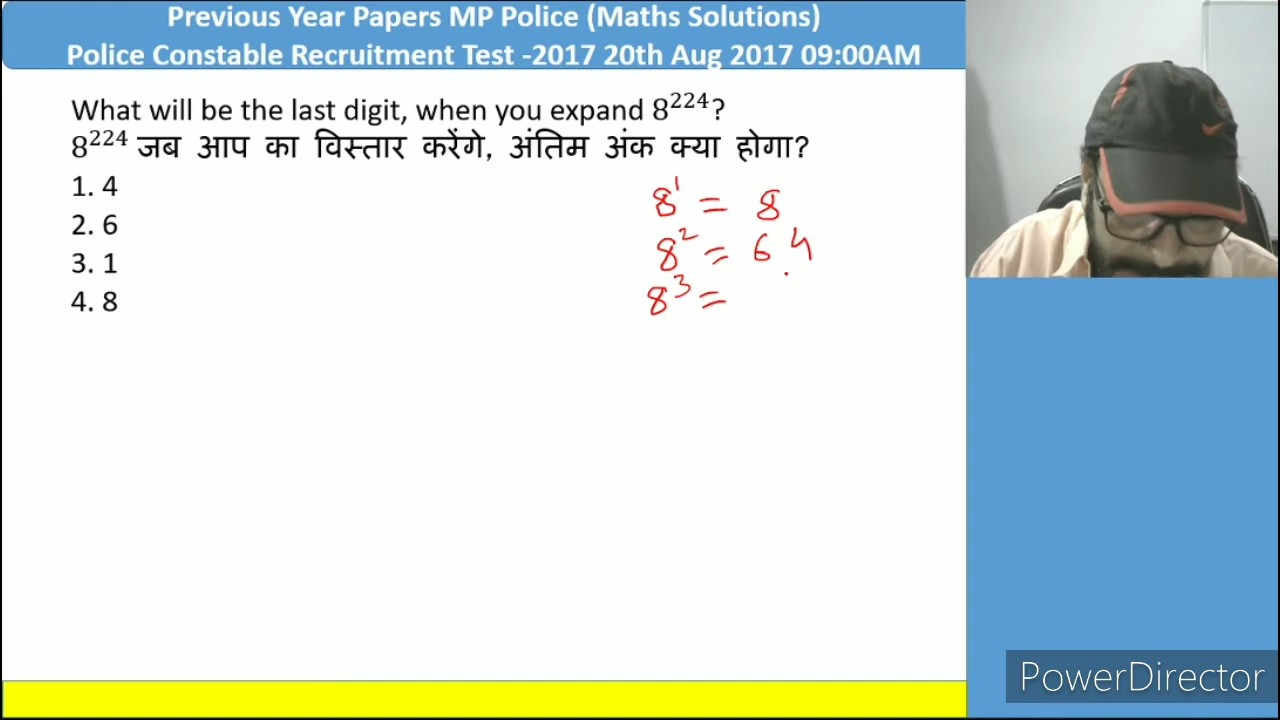 Previous Year Papers MP Police (Maths Solutions)
Police Constable Recruitment Test -2017 20th Aug 2017 09:00AM
What will be the last digit, when you expand 8²²⁴?
8²²⁴ जब आप का विस्तार करेंगे, अंतिम अंक क्या होगा?
1. 4
2. 6
3. 1
4. 8
8¹ = 8
8² = 64
8³ =
PowerDirector